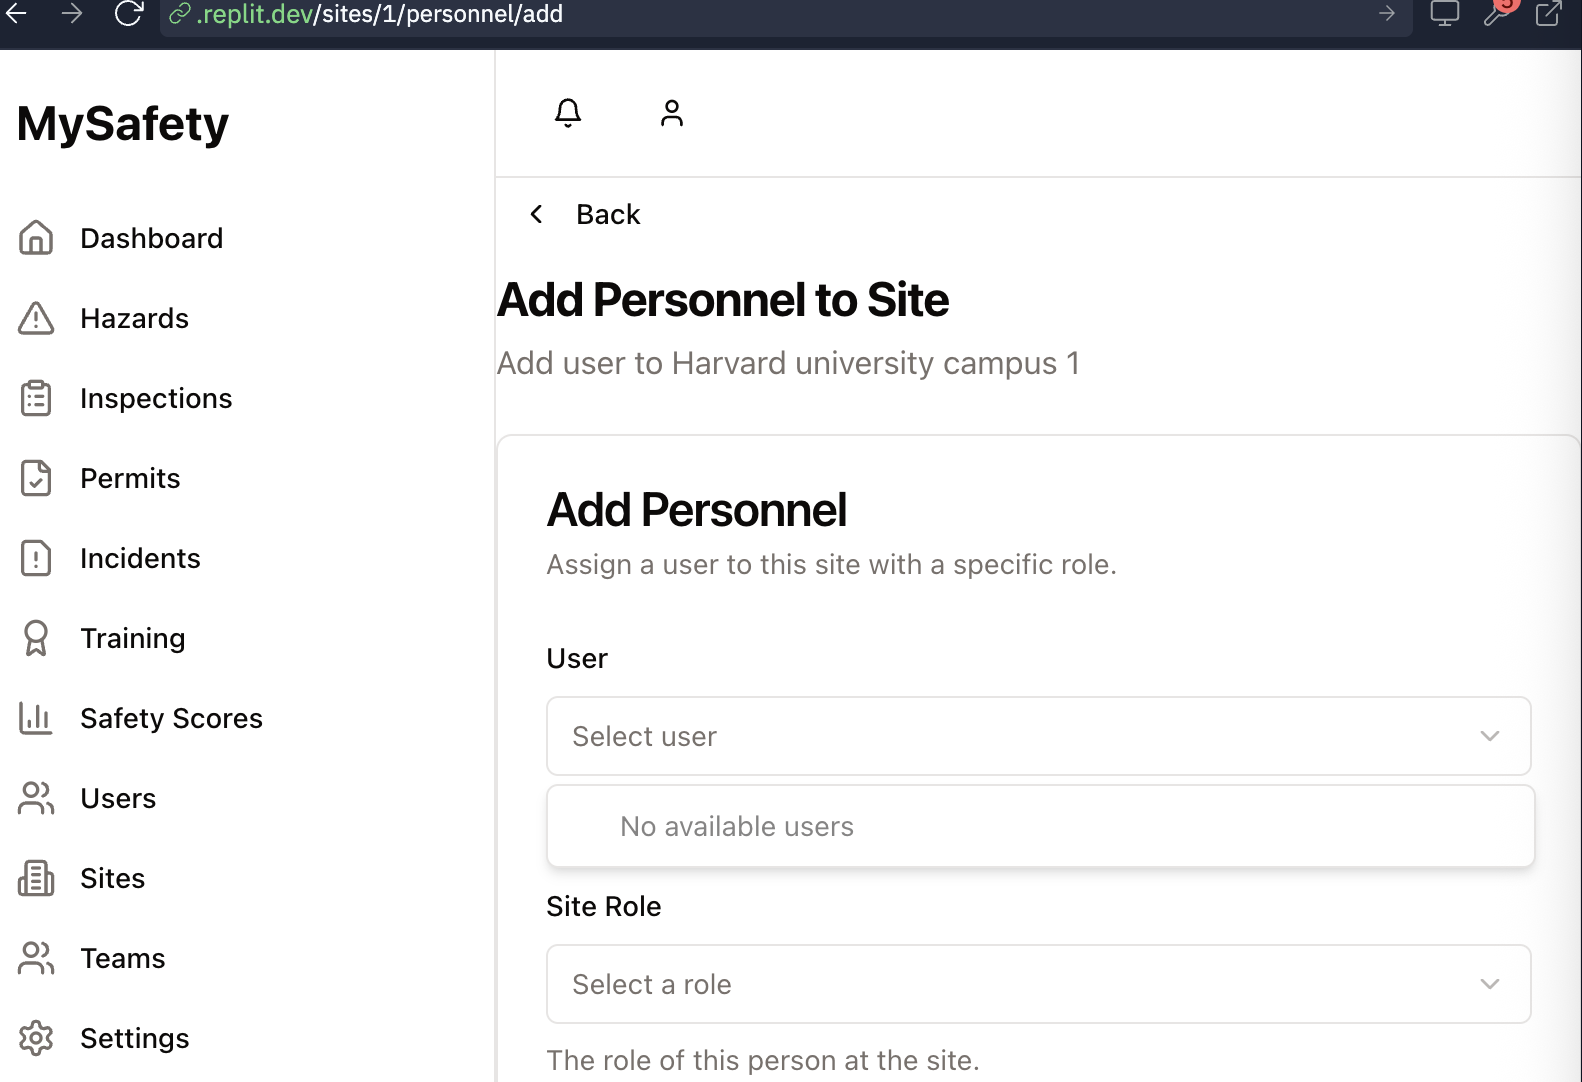 .replit.dev/sites/1/personnel/add
5
MySafety
Dashboard
Hazards
Inspections
Permits
Incidents
Training
Safety Scores
Users
Sites
Teams
Settings
Back
Add Personnel to Site
Add user to Harvard university campus 1
Add Personnel
Assign a user to this site with a specific role.
User
Select user
No available users
Site Role
Select a role
The role of this person at the site.